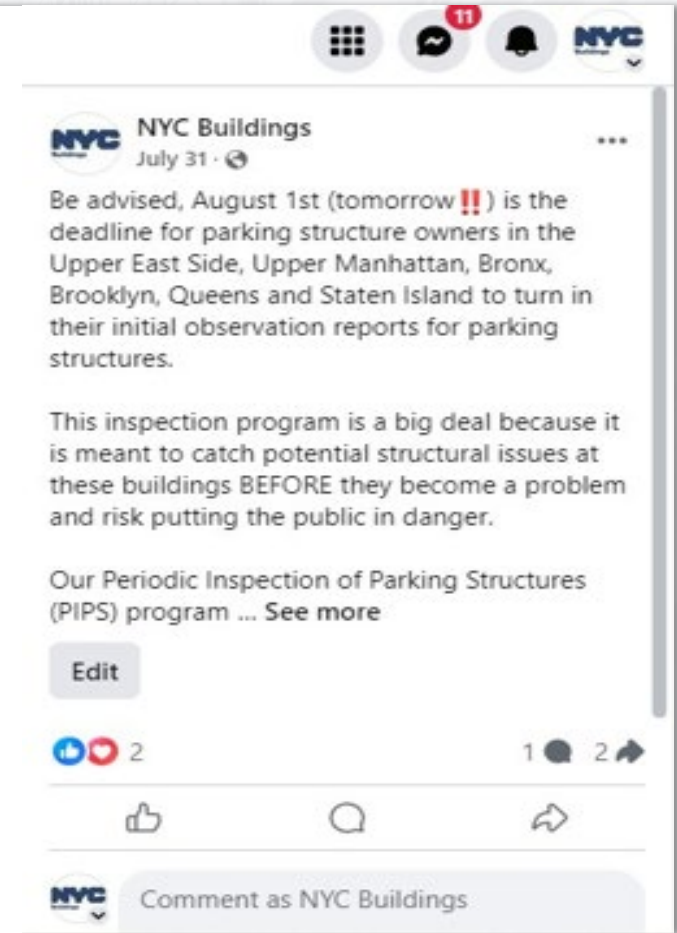 11
NYC
NYC
Buildings
NYC Buildings
July 31 ·
Be advised, August 1st (tomorrow‼️) is the
deadline for parking structure owners in the
Upper East Side, Upper Manhattan, Bronx,
Brooklyn, Queens and Staten Island to turn in
their initial observation reports for parking
structures.
This inspection program is a big deal because it
is meant to catch potential structural issues at
these buildings BEFORE they become a problem
and risk putting the public in danger.
Our Periodic Inspection of Parking Structures
(PIPS) program ... See more
Edit
2
1 2
NYC
Comment as NYC Buildings